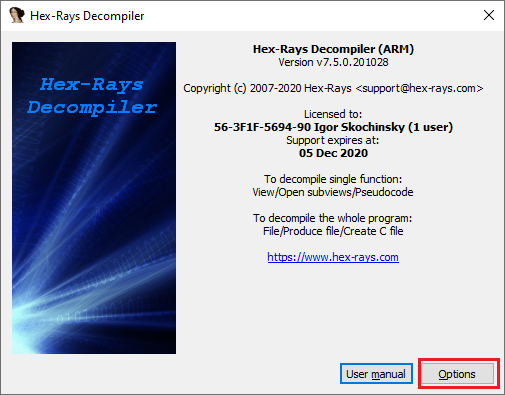 Hex-Rays Decompiler
Hex-Rays
Decompiler
Hex-Rays Decompiler (ARM)
Version v7.5.0.201028
Copyright (c) 2007-2020 Hex-Rays <support@hex-rays.com>
Licensed to:
56-3F1F-5694-90 Igor Skochinsky (1 user)
Support expires at:
05 Dec 2020
To decompile single function:
View/Open subviews/Pseudocode
To decompile the whole program:
File/Produce file/Create C file
https://www.hex-rays.com
User manual
Options